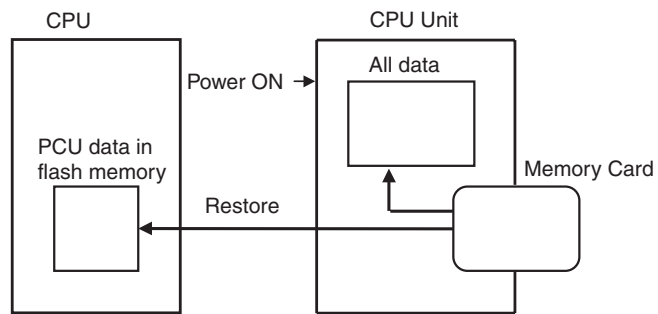 CPU
CPU Unit
Power ON
All data
PCU data in
flash memory
Memory Card
Restore